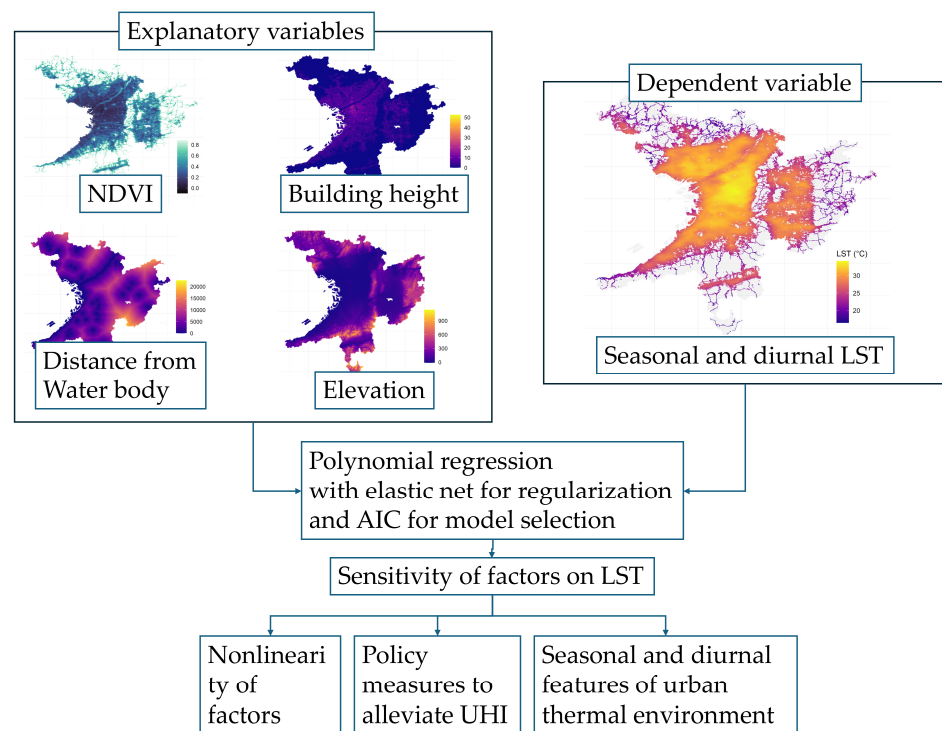 Explanatory variables
NDVI
0.8
0.6
0.4
0.2
0.0
Building height
50
40
30
20
10
0
Distance from
Water body
20000
15000
10000
5000
0
Elevation
900
600
300
0
Dependent variable
LST (°C)
30
25
20
Seasonal and diurnal LST
Polynomial regression
with elastic net for regularization
and AIC for model selection
Sensitivity of factors on LST
Nonlineari
ty of
factors
Policy
measures to
alleviate UHI
Seasonal and diurnal
features of urban
thermal environment